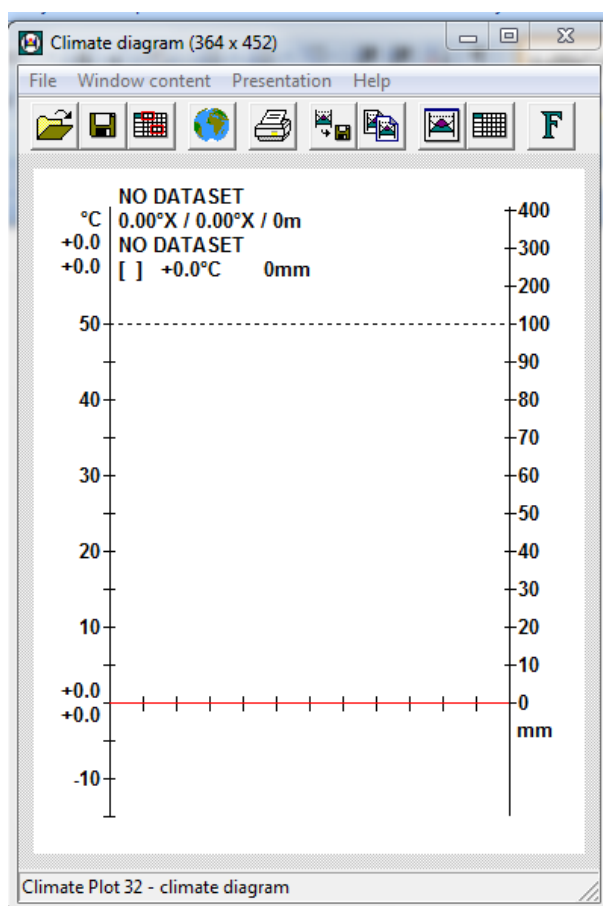 Climate diagram (364 x 452)
File Window content Presentation Help
F
NO DATASET
°C 0.00°X / 0.00°X / 0m +400
+0.0 NO DATASET 300
+0.0 [ ] +0.0°C 0mm
200
50 100
90
40 80
70
30 60
50
20 40
30
10 20
10
+0.0 0
+0.0
mm
-10
Climate Plot 32 - climate diagram